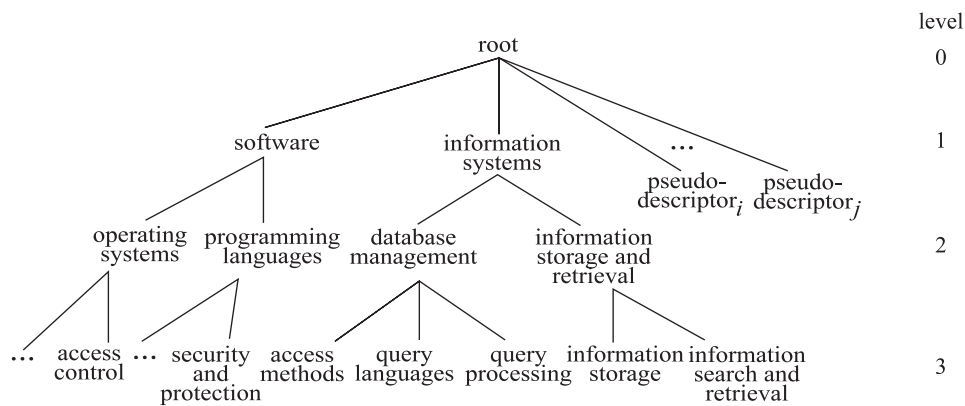 level
root
0
software
information
systems
...
1
pseudo-
descriptor_i
pseudo-
descriptor_j
operating
systems
programming
languages
database
management
information
storage and
retrieval
2
...
access
control
...
security
and
protection
access
methods
query
languages
query
processing
information
storage
information
search and
retrieval
3